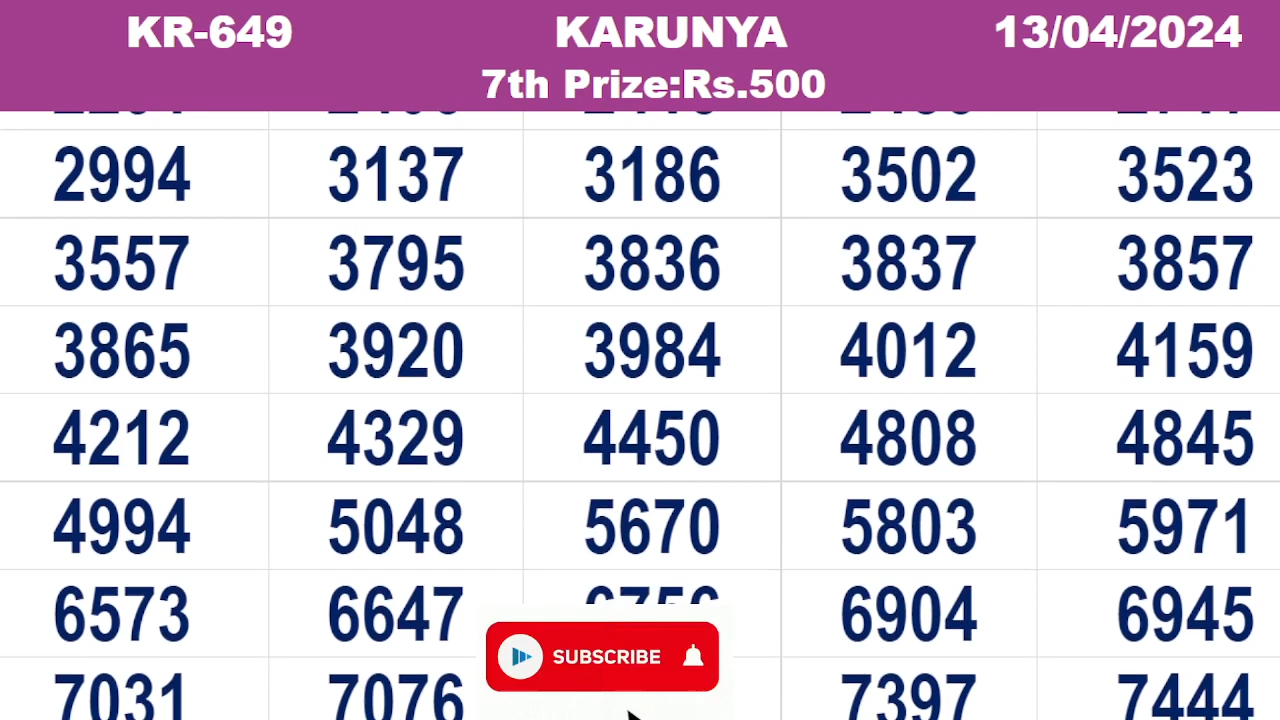 KR-649 KARUNYA 13/04/2024
7th Prize:Rs.500
2994 3137 3186 3502 3523
3557 3795 3836 3837 3857
3865 3920 3984 4012 4159
4212 4329 4450 4808 4845
4994 5048 5670 5803 5971
6573 6647 6904 6945
SUBSCRIBE
7031 7076 7397 7444